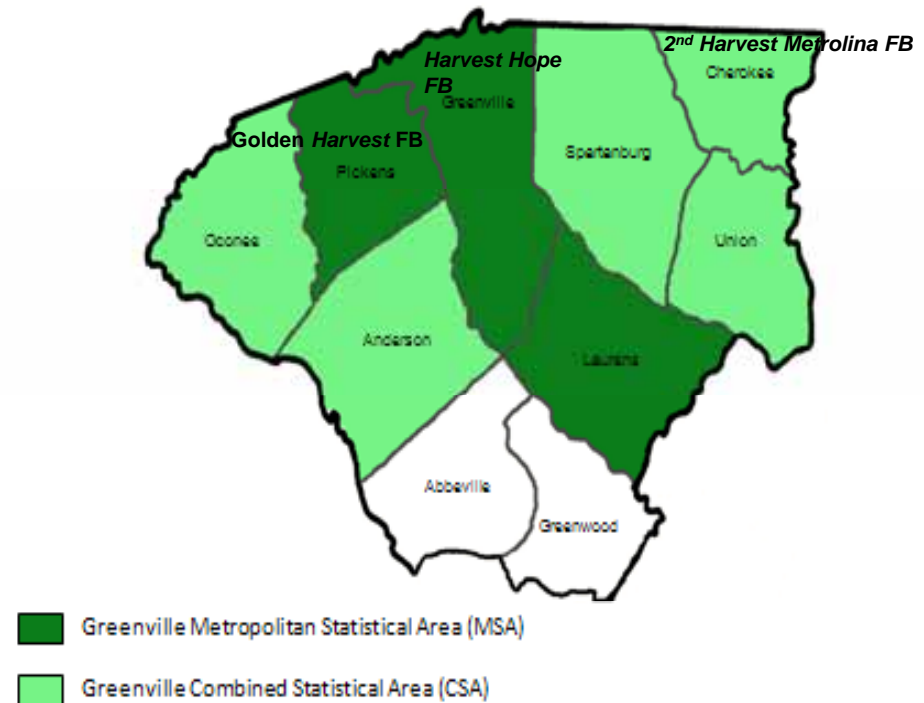 2nd Harvest Metrolina FB
Harvest Hope
FB
Cherokee
Greenville
Golden Harvest FB
Spartanburg
Pickens
Oconee
Union
Anderson
Laurens
Abbeville
Greenwood
Greenville Metropolitan Statistical Area (MSA)
Greenville Combined Statistical Area (CSA)